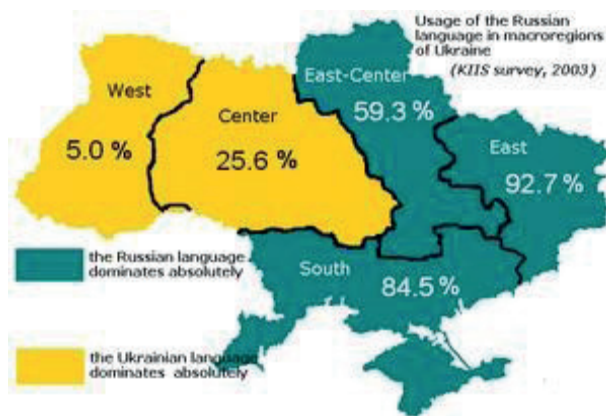 Usage of the Russian
language in macroregions
of Ukraine
(KIIS survey, 2003)
West
5.0 %
Center
25.6 %
East-Center
59.3 %
East
92.7 %
South
84.5 %
the Russian language
dominates absolutely
the Ukrainian language
dominates absolutely